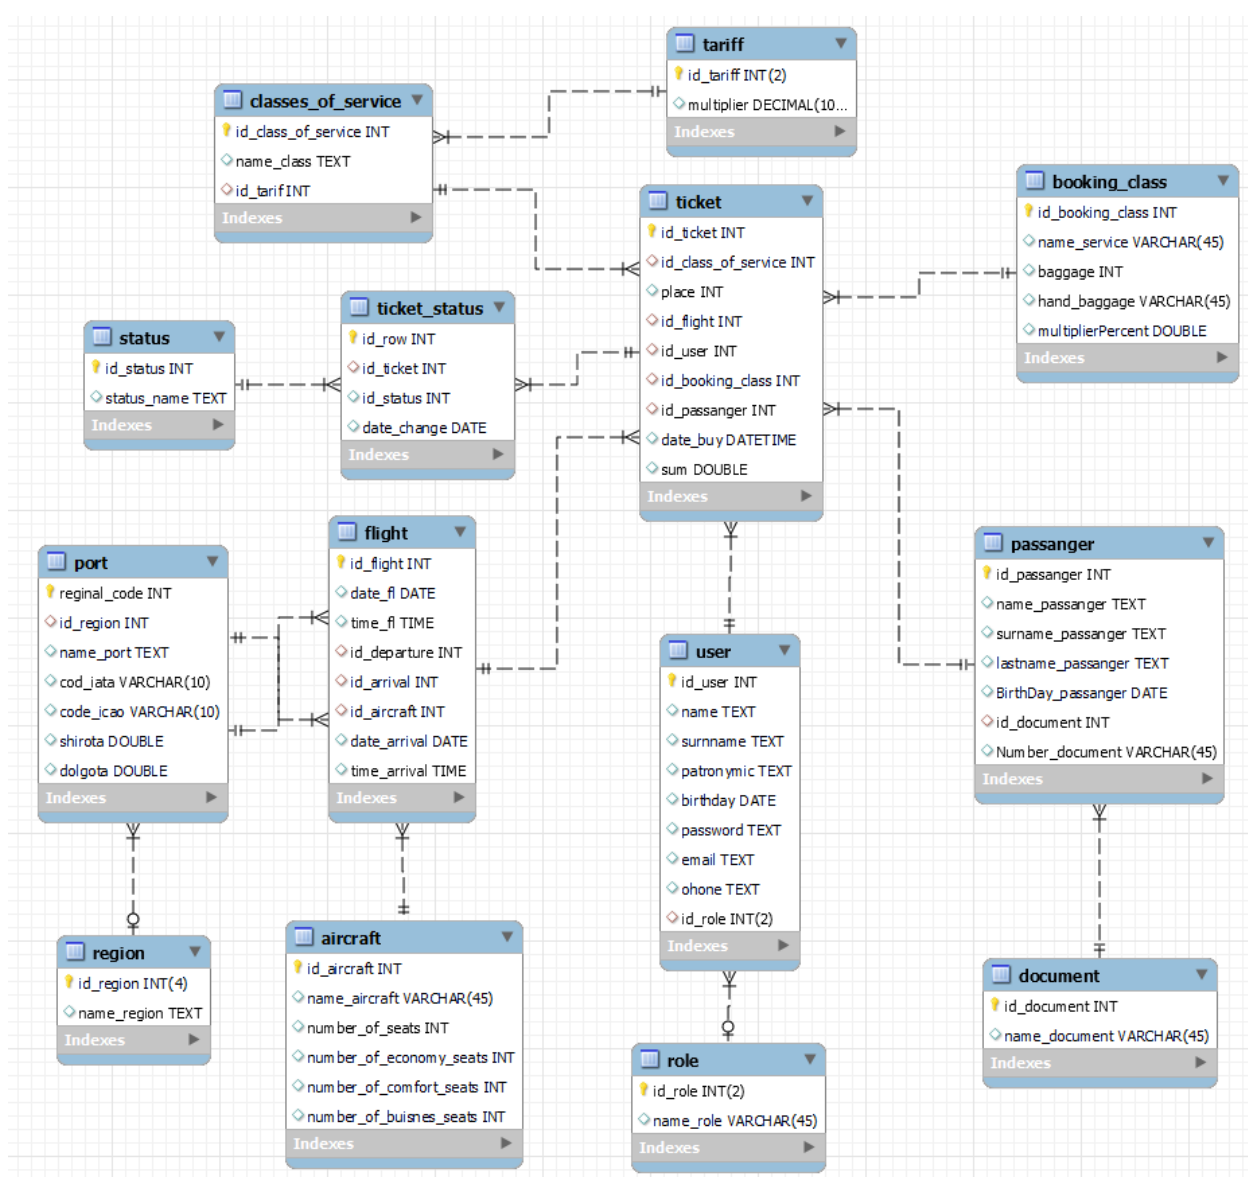 tariff
id_tariff INT(2)
multiplier DECIMAL(10...
Indexes
classes_of_service
id_class_of_service INT
name_class TEXT
id_tarif INT
Indexes
ticket
id_ticket INT
id_class_of_service INT
place INT
id_flight INT
id_user INT
id_booking_class INT
id_passanger INT
date_buy DATETIME
sum DOUBLE
Indexes
booking_class
id_booking_class INT
name_service VARCHAR(45)
baggage INT
hand_baggage VARCHAR(45)
multiplierPercent DOUBLE
Indexes
ticket_status
id_row INT
id_ticket INT
id_status INT
date_change DATE
Indexes
status
id_status INT
status_name TEXT
Indexes
flight
id_flight INT
date_fl DATE
time_fl TIME
id_departure INT
id_arrival INT
id_aircraft INT
date_arrival DATE
time_arrival TIME
Indexes
port
reginal_code INT
id_region INT
name_port TEXT
cod_iata VARCHAR(10)
code_icao VARCHAR(10)
shirota DOUBLE
dolgota DOUBLE
Indexes
passanger
id_passanger INT
name_passanger TEXT
surname_passanger TEXT
lastname_passanger TEXT
BirthDay_passanger DATE
id_document INT
Number_document VARCHAR(45)
Indexes
user
id_user INT
name TEXT
surnname TEXT
patronymic TEXT
birthday DATE
password TEXT
email TEXT
ohone TEXT
id_role INT(2)
Indexes
region
id_region INT(4)
name_region TEXT
Indexes
aircraft
id_aircraft INT
name_aircraft VARCHAR(45)
number_of_seats INT
number_of_economy_seats INT
number_of_comfort_seats INT
number_of_buisnes_seats INT
Indexes
document
id_document INT
name_document VARCHAR(45)
Indexes
role
id_role INT(2)
name_role VARCHAR(45)
Indexes